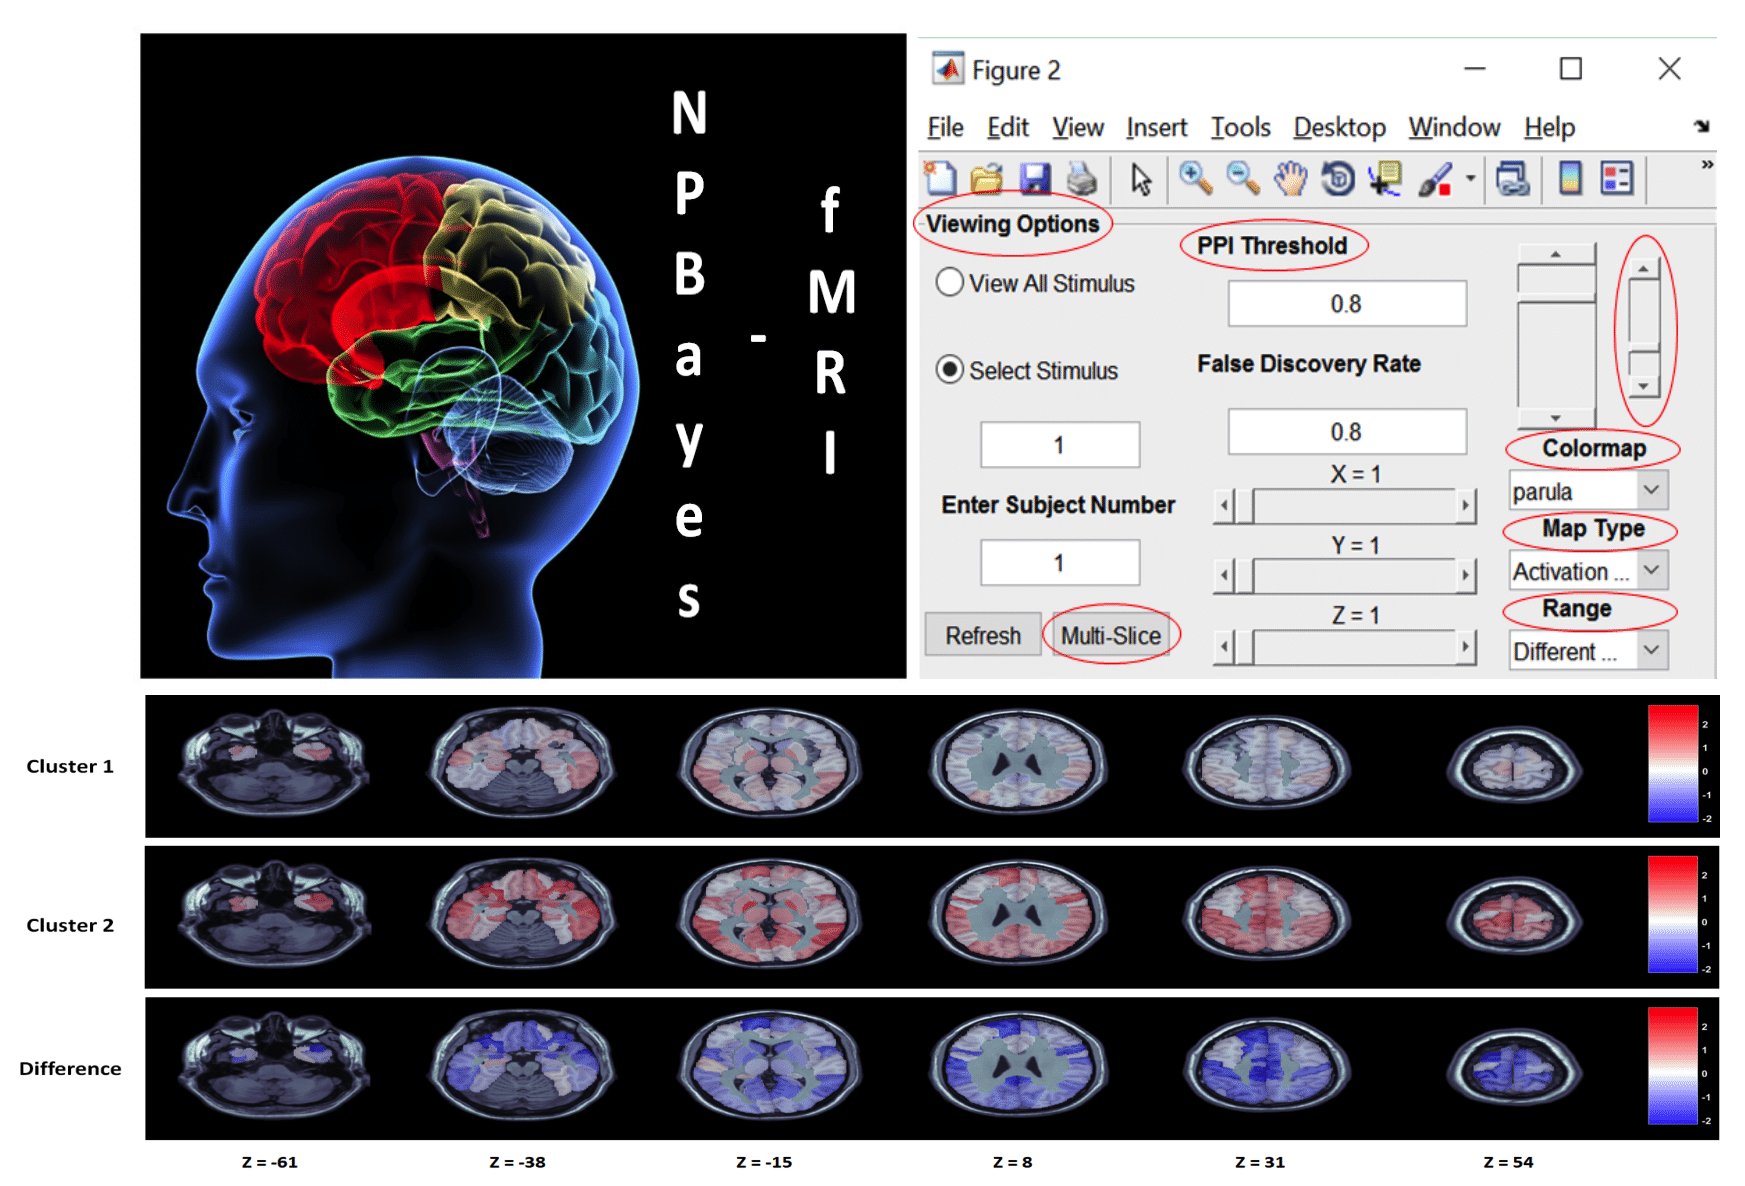 NPBayes
-
fMRI
Figure 2
File Edit View Insert Tools Desktop Window Help
Viewing Options
View All Stimulus
Select Stimulus
1
Enter Subject Number
1
Refresh
Multi-Slice
PPI Threshold
0.8
False Discovery Rate
0.8
X = 1
Y = 1
Z = 1
Colormap
parula
Map Type
Activation ...
Range
Different ...
Cluster 1
2
1
0
-1
-2
Cluster 2
2
1
0
-1
-2
Difference
2
1
0
-1
-2
Z = -61 Z = -38 Z = -15 Z = 8 Z = 31 Z = 54